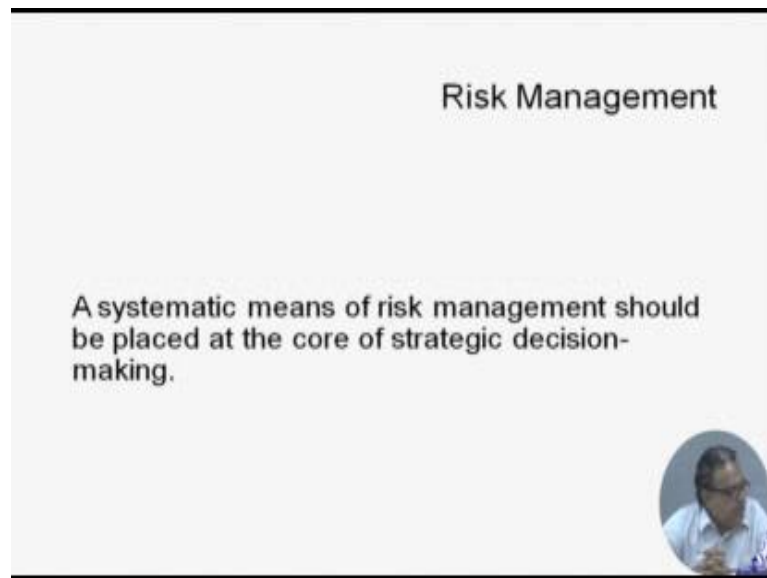 Risk Management
A systematic means of risk management should
be placed at the core of strategic decision-
making.